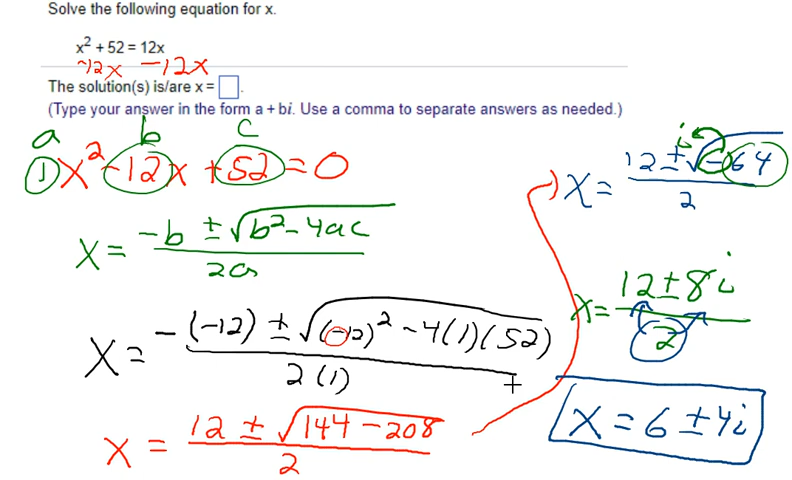 Solve the following equation for x.
x² + 52 = 12x
-12x -12x
The solution(s) is/are x = .
(Type your answer in the form a + bi. Use a comma to separate answers as needed.)
a b c
1x² -12x + 52 = 0
x = (-b ± √(b² - 4ac)) / 2a
x = (-(-12) ± √((-12)² - 4(1)(52))) / 2(1)
+
x = (12 ± √(144 - 208)) / 2
i
x = (12 ± √(-64)) / 2
x = (12 ± 8i) / 2
x = 6 ± 4i